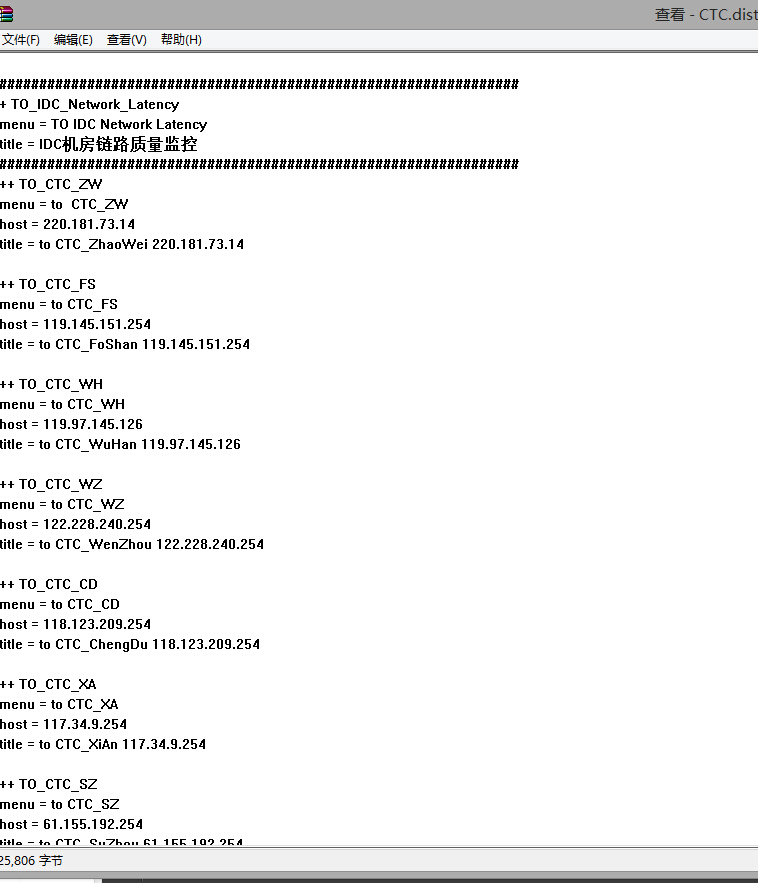 查看 - CTC.dist
文件(F) 编辑(E) 查看(V) 帮助(H)
#################################################################
+ TO_IDC_Network_Latency
menu = TO IDC Network Latency
title = IDC机房链路质量监控
#################################################################
++ TO_CTC_ZW
menu = to  CTC_ZW
host = 220.181.73.14
title = to CTC_ZhaoWei 220.181.73.14

++ TO_CTC_FS
menu = to CTC_FS
host = 119.145.151.254
title = to CTC_FoShan 119.145.151.254

++ TO_CTC_WH
menu = to CTC_WH
host = 119.97.145.126
title = to CTC_WuHan 119.97.145.126

++ TO_CTC_WZ
menu = to CTC_WZ
host = 122.228.240.254
title = to CTC_WenZhou 122.228.240.254

++ TO_CTC_CD
menu = to CTC_CD
host = 118.123.209.254
title = to CTC_ChengDu 118.123.209.254

++ TO_CTC_XA
menu = to CTC_XA
host = 117.34.9.254
title = to CTC_XiAn 117.34.9.254

++ TO_CTC_SZ
menu = to CTC_SZ
host = 61.155.192.254
title = to CTC_SuZhou 61.155.192.254
25,806 字节